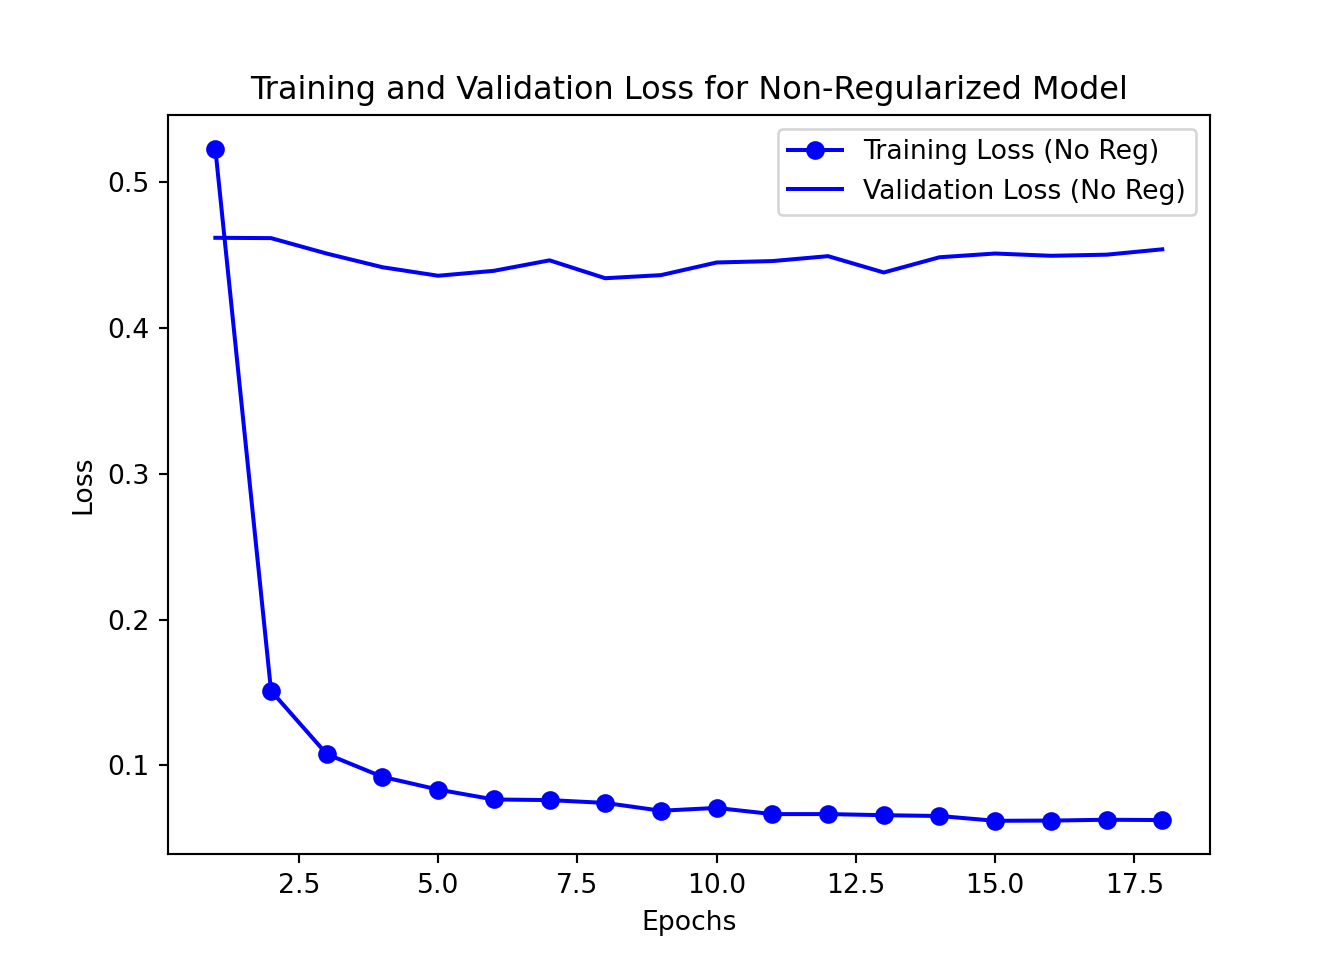 Training and Validation Loss for Non-Regularized Model
Training Loss (No Reg)
Validation Loss (No Reg)
Loss
0.5
0.4
0.3
0.2
0.1
2.5 5.0 7.5 10.0 12.5 15.0 17.5
Epochs